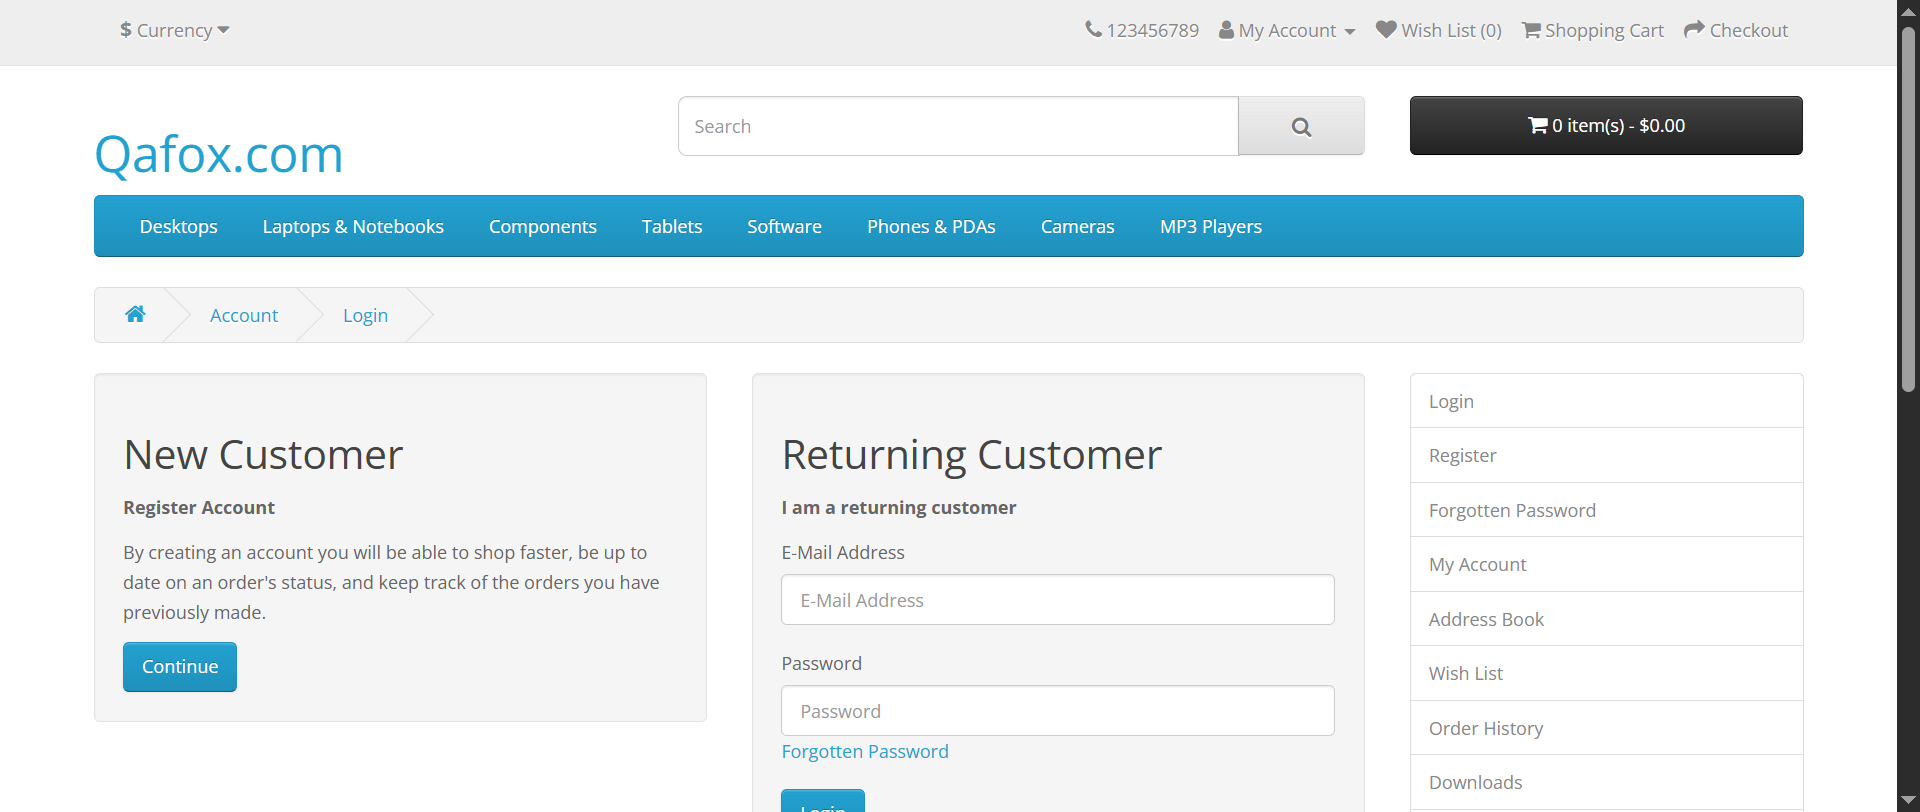 $ Currency
123456789 My Account Wish List (0) Shopping Cart Checkout
Qafox.com
Search
0 item(s) - $0.00
Desktops Laptops & Notebooks Components Tablets Software Phones & PDAs Cameras MP3 Players
Account Login
New Customer
Register Account
By creating an account you will be able to shop faster, be up to
date on an order's status, and keep track of the orders you have
previously made.
Continue
Returning Customer
I am a returning customer
E-Mail Address
E-Mail Address
Password
Password
Forgotten Password
Login
Login
Register
Forgotten Password
My Account
Address Book
Wish List
Order History
Downloads